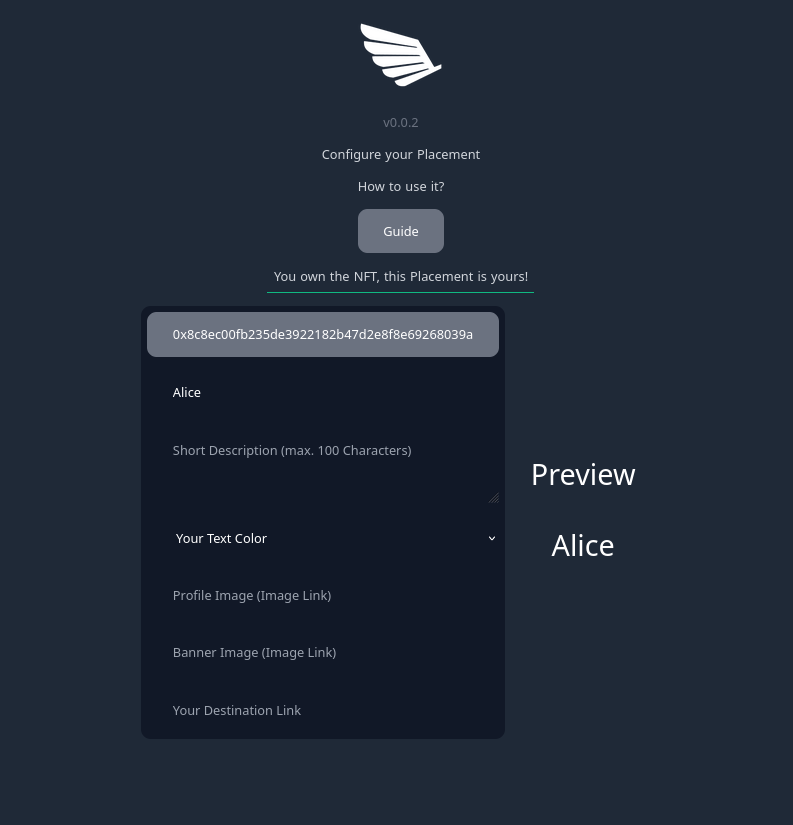 v0.0.2
Configure your Placement
How to use it?
Guide
You own the NFT, this Placement is yours!
0x8c8ec00fb235de3922182b47d2e8f8e69268039a
Alice
Short Description (max. 100 Characters)
Your Text Color
Profile Image (Image Link)
Banner Image (Image Link)
Your Destination Link
Preview
Alice